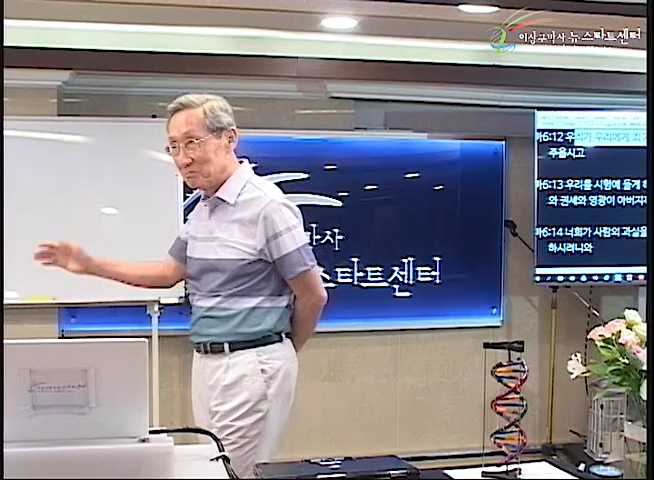 이상구박사 뉴스타트센터
마6:12 우리가 우리에게 죄
주옵시고
마6:13 우리를 시험에 들게
와 권세와 영광이 아버지
마6:14 너희가 사람의 과실을
하시려니와
박사
스타트센터